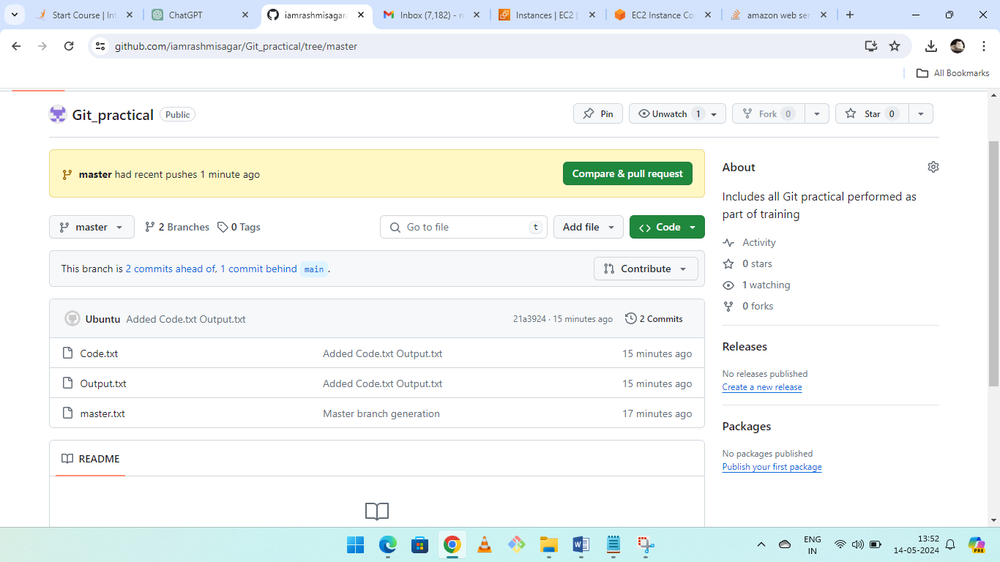 Start Course | Int
ChatGPT
iamrashmisagar/
Inbox (7,182) - n
Instances | EC2 |
EC2 Instance Co
amazon web ser
github.com/iamrashmisagar/Git_practical/tree/master
All Bookmarks
Git_practical Public
Pin
Unwatch 1
Fork 0
Star 0
master had recent pushes 1 minute ago
Compare & pull request
master
2 Branches
0 Tags
Go to file t
Add file
<> Code
This branch is 2 commits ahead of, 1 commit behind main .
Contribute
Ubuntu Added Code.txt Output.txt
21a3924 · 15 minutes ago
2 Commits
Code.txt Added Code.txt Output.txt 15 minutes ago
Output.txt Added Code.txt Output.txt 15 minutes ago
master.txt Master branch generation 17 minutes ago
README
About
Includes all Git practical performed as
part of training
Activity
0 stars
1 watching
0 forks
Releases
No releases published
Create a new release
Packages
No packages published
Publish your first package
ENG
IN
13:52
14-05-2024
PRE